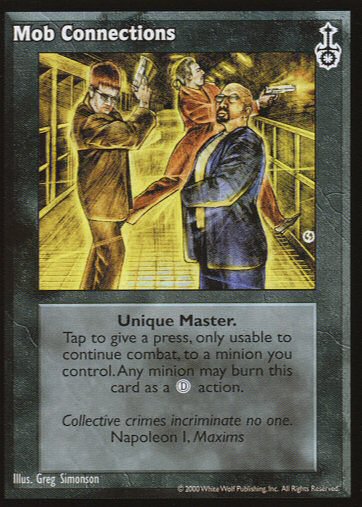 Mob Connections
Unique Master.
Tap to give a press, only usable to
continue combat, to a minion you
control. Any minion may burn this
card as a Ⓓ action.
Collective crimes incriminate no one.
Napoleon I, Maxims
Illus. Greg Simonson
© 2000 White Wolf Publishing, Inc. All Rights Reserved.